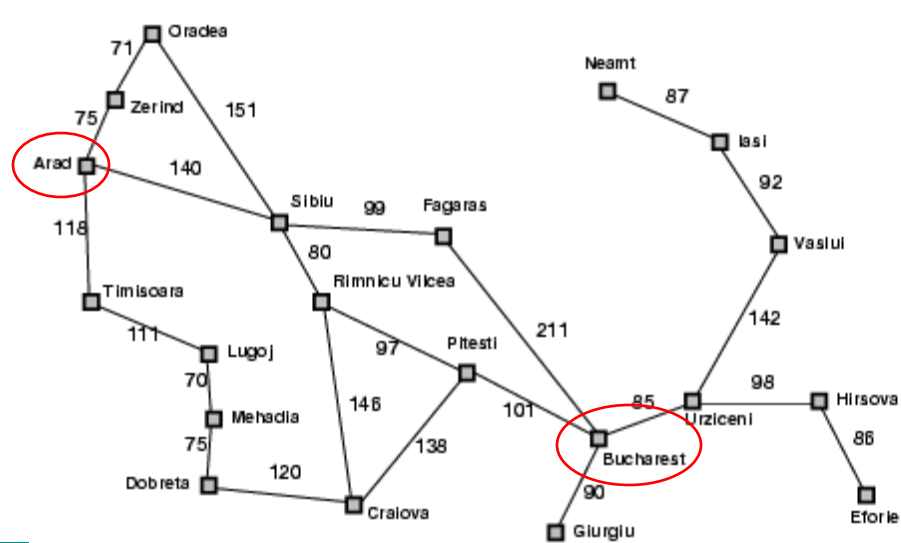 Oradea
71
Neamt
87
Zerind
151
75
Iasi
Arad
140
92
Sibiu
99
Fagaras
118
80
Vaslui
Timisoara
Rimnicu Vilcea
142
111
211
Lugoj
97
Pitesti
70
98
146
101
85
Hirsova
Mehadia
Urziceni
75
138
86
Bucharest
Dobreta
120
90
Craiova
Eforie
Giurgiu